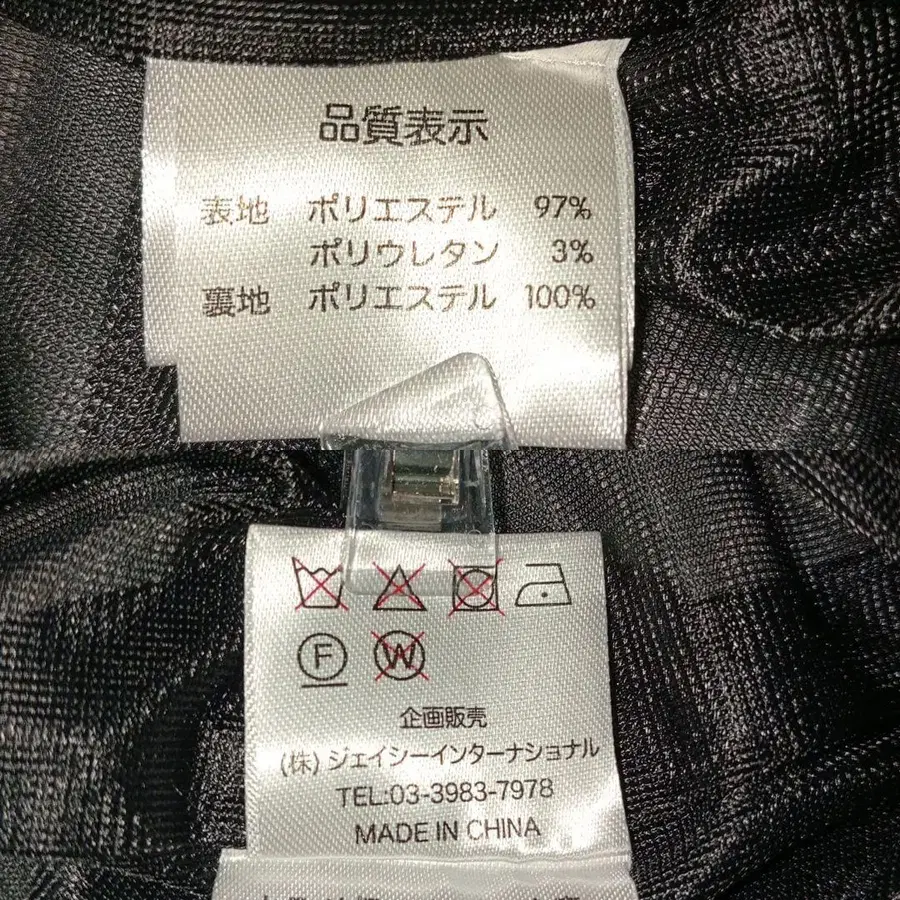 品質表示
表地 ポリエステル 97%
ポリウレタン 3%
裏地 ポリエステル 100%
F W
企画販売
(株)ジェイシーインターナショナル
TEL:03-3983-7978
MADE IN CHINA